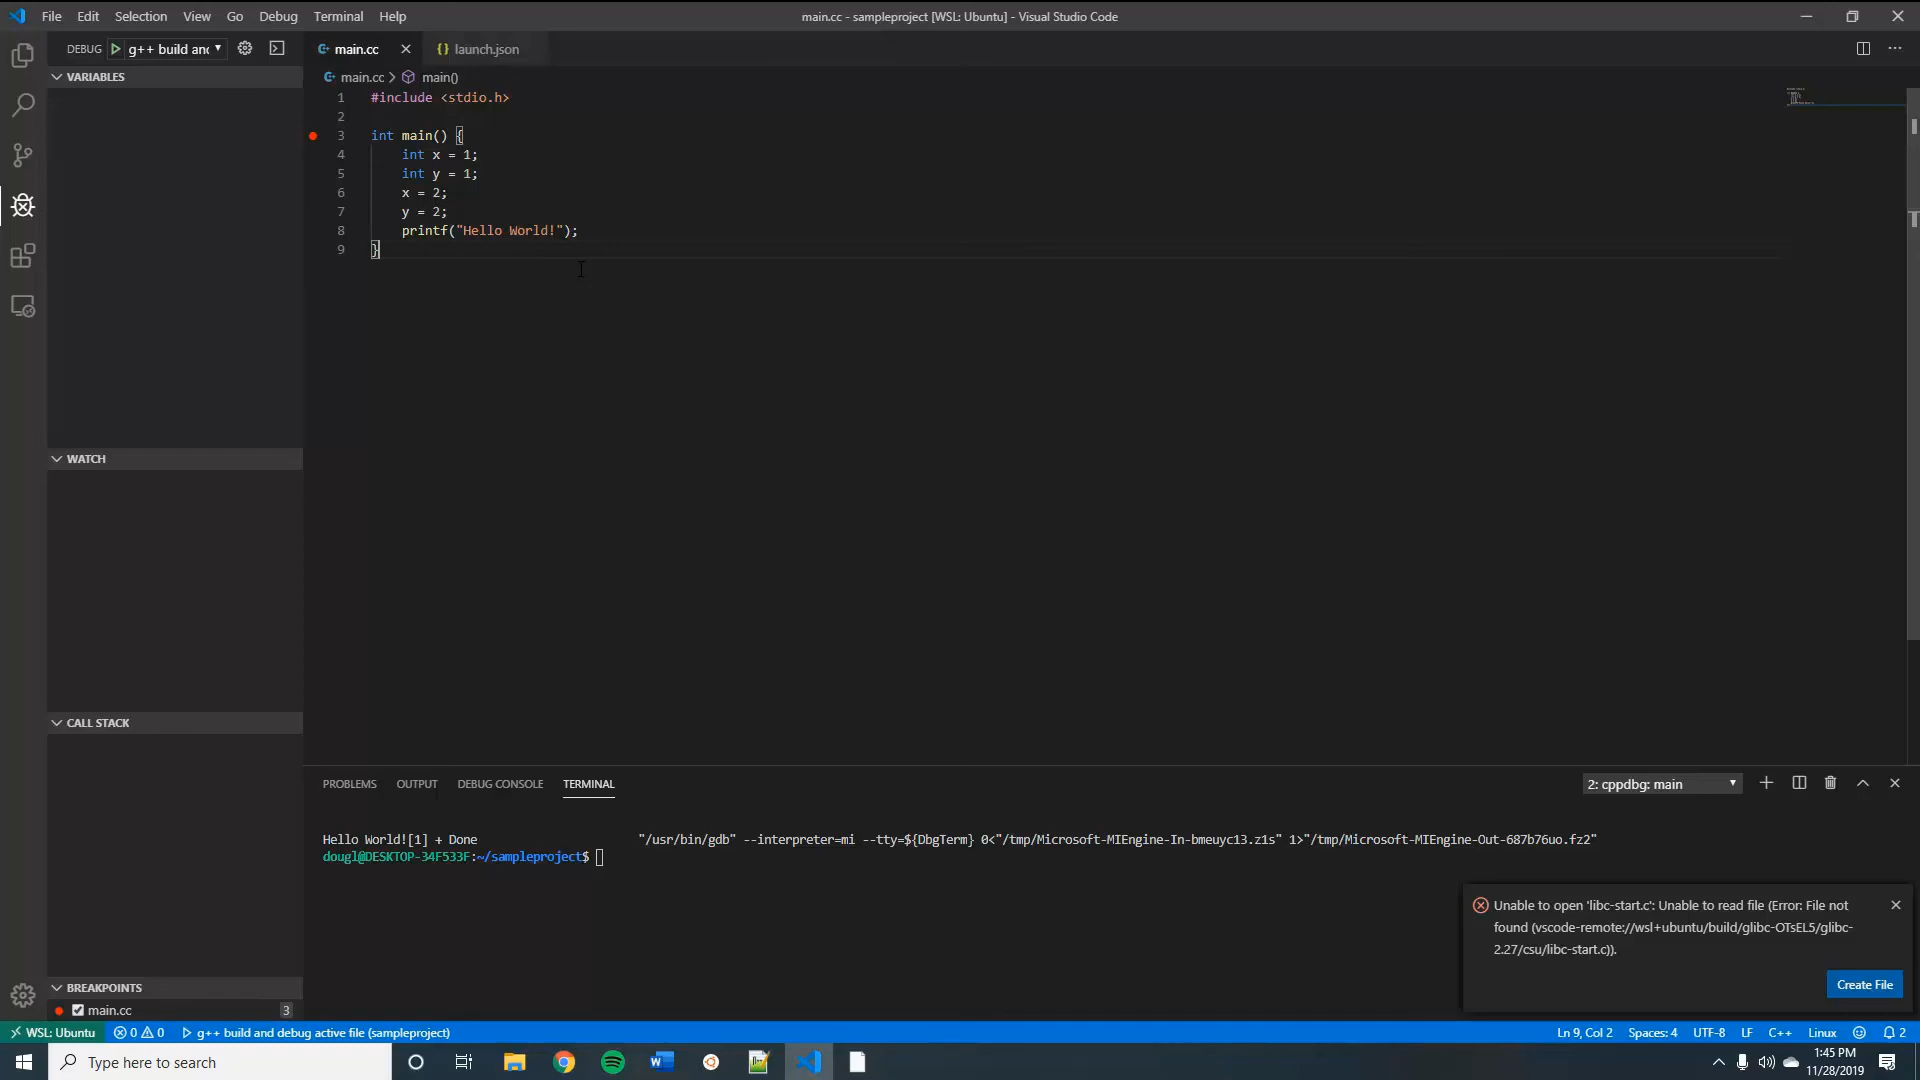 File Edit Selection View Go Debug Terminal Help
main.cc - sampleproject [WSL: Ubuntu] - Visual Studio Code
DEBUG g++ build and
main.cc
launch.json
VARIABLES
main.cc > main()
1 #include <stdio.h>
2
3 int main() {
4 int x = 1;
5 int y = 1;
6 x = 2;
7 y = 2;
8 printf("Hello World!");
9 }
WATCH
CALL STACK
PROBLEMS OUTPUT DEBUG CONSOLE TERMINAL
2: cppdbg: main
Hello World![1] + Done "/usr/bin/gdb" --interpreter=mi --tty=${DbgTerm} 0<"/tmp/Microsoft-MIEngine-In-bmeuyc13.z1s" 1>"/tmp/Microsoft-MIEngine-Out-687b76uo.fz2"
dougl@DESKTOP-34F533F:~/sampleproject$
Unable to open 'libc-start.c': Unable to read file (Error: File not
found (vscode-remote://wsl+ubuntu/build/glibc-OTsEL5/glibc-
2.27/csu/libc-start.c)).
Create File
BREAKPOINTS
main.cc 3
WSL: Ubuntu 0 0 g++ build and debug active file (sampleproject)
Ln 9, Col 2 Spaces: 4 UTF-8 LF C++ Linux 2
Type here to search
1:45 PM
11/28/2019